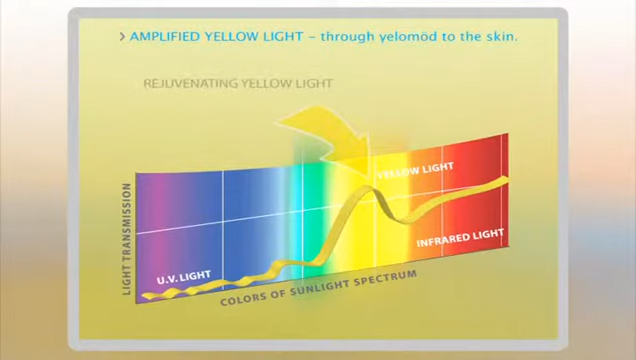 > AMPLIFIED YELLOW LIGHT – through yelomöd to the skin.
REJUVENATING YELLOW LIGHT
YELLOW LIGHT
LIGHT TRANSMISSION
INFRARED LIGHT
U.V. LIGHT
COLORS OF SUNLIGHT SPECTRUM